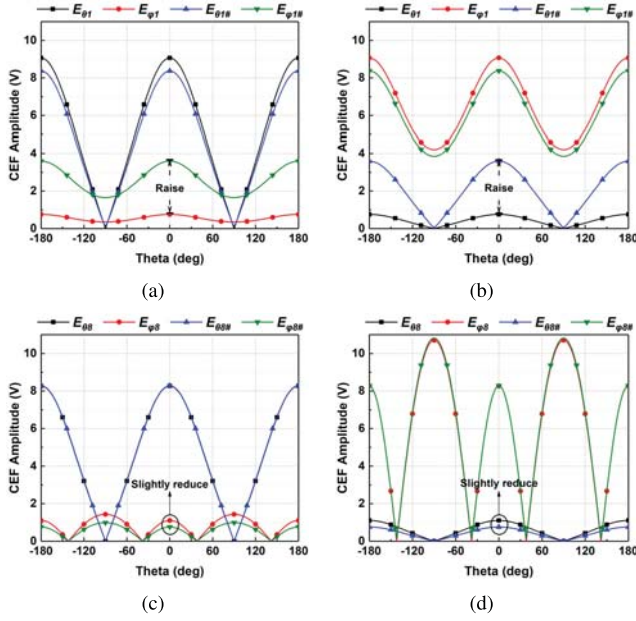 Eθ1 Eφ1 Eθ1# Eφ1#
CEF Amplitude (V)
10
8
6
4
2
0
Raise
-180 -120 -60 0 60 120 180
Theta (deg)
(a)
Eθ1 Eφ1 Eθ1# Eφ1#
CEF Amplitude (V)
10
8
6
4
2
0
Raise
-180 -120 -60 0 60 120 180
Theta (deg)
(b)
Eθ8 Eφ8 Eθ8# Eφ8#
CEF Amplitude (V)
10
8
6
4
2
0
Slightly reduce
-180 -120 -60 0 60 120 180
Theta (deg)
(c)
Eθ8 Eφ8 Eθ8# Eφ8#
CEF Amplitude (V)
10
8
6
4
2
0
Slightly reduce
-180 -120 -60 0 60 120 180
Theta (deg)
(d)